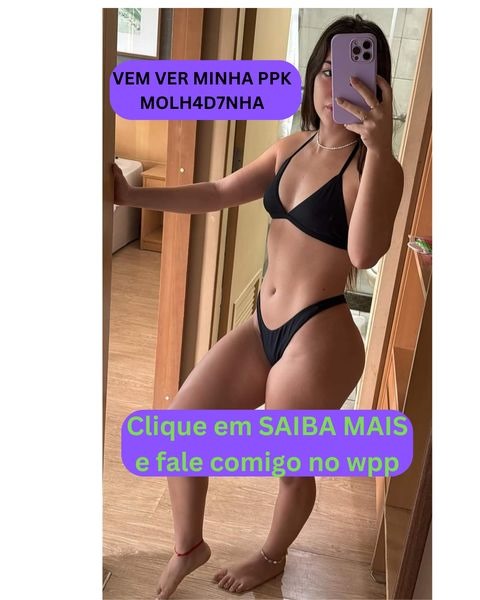 VEM VER MINHA PPK
MOLH4D7NHA
Clique em SAIBA MAIS
e fale comigo no wpp